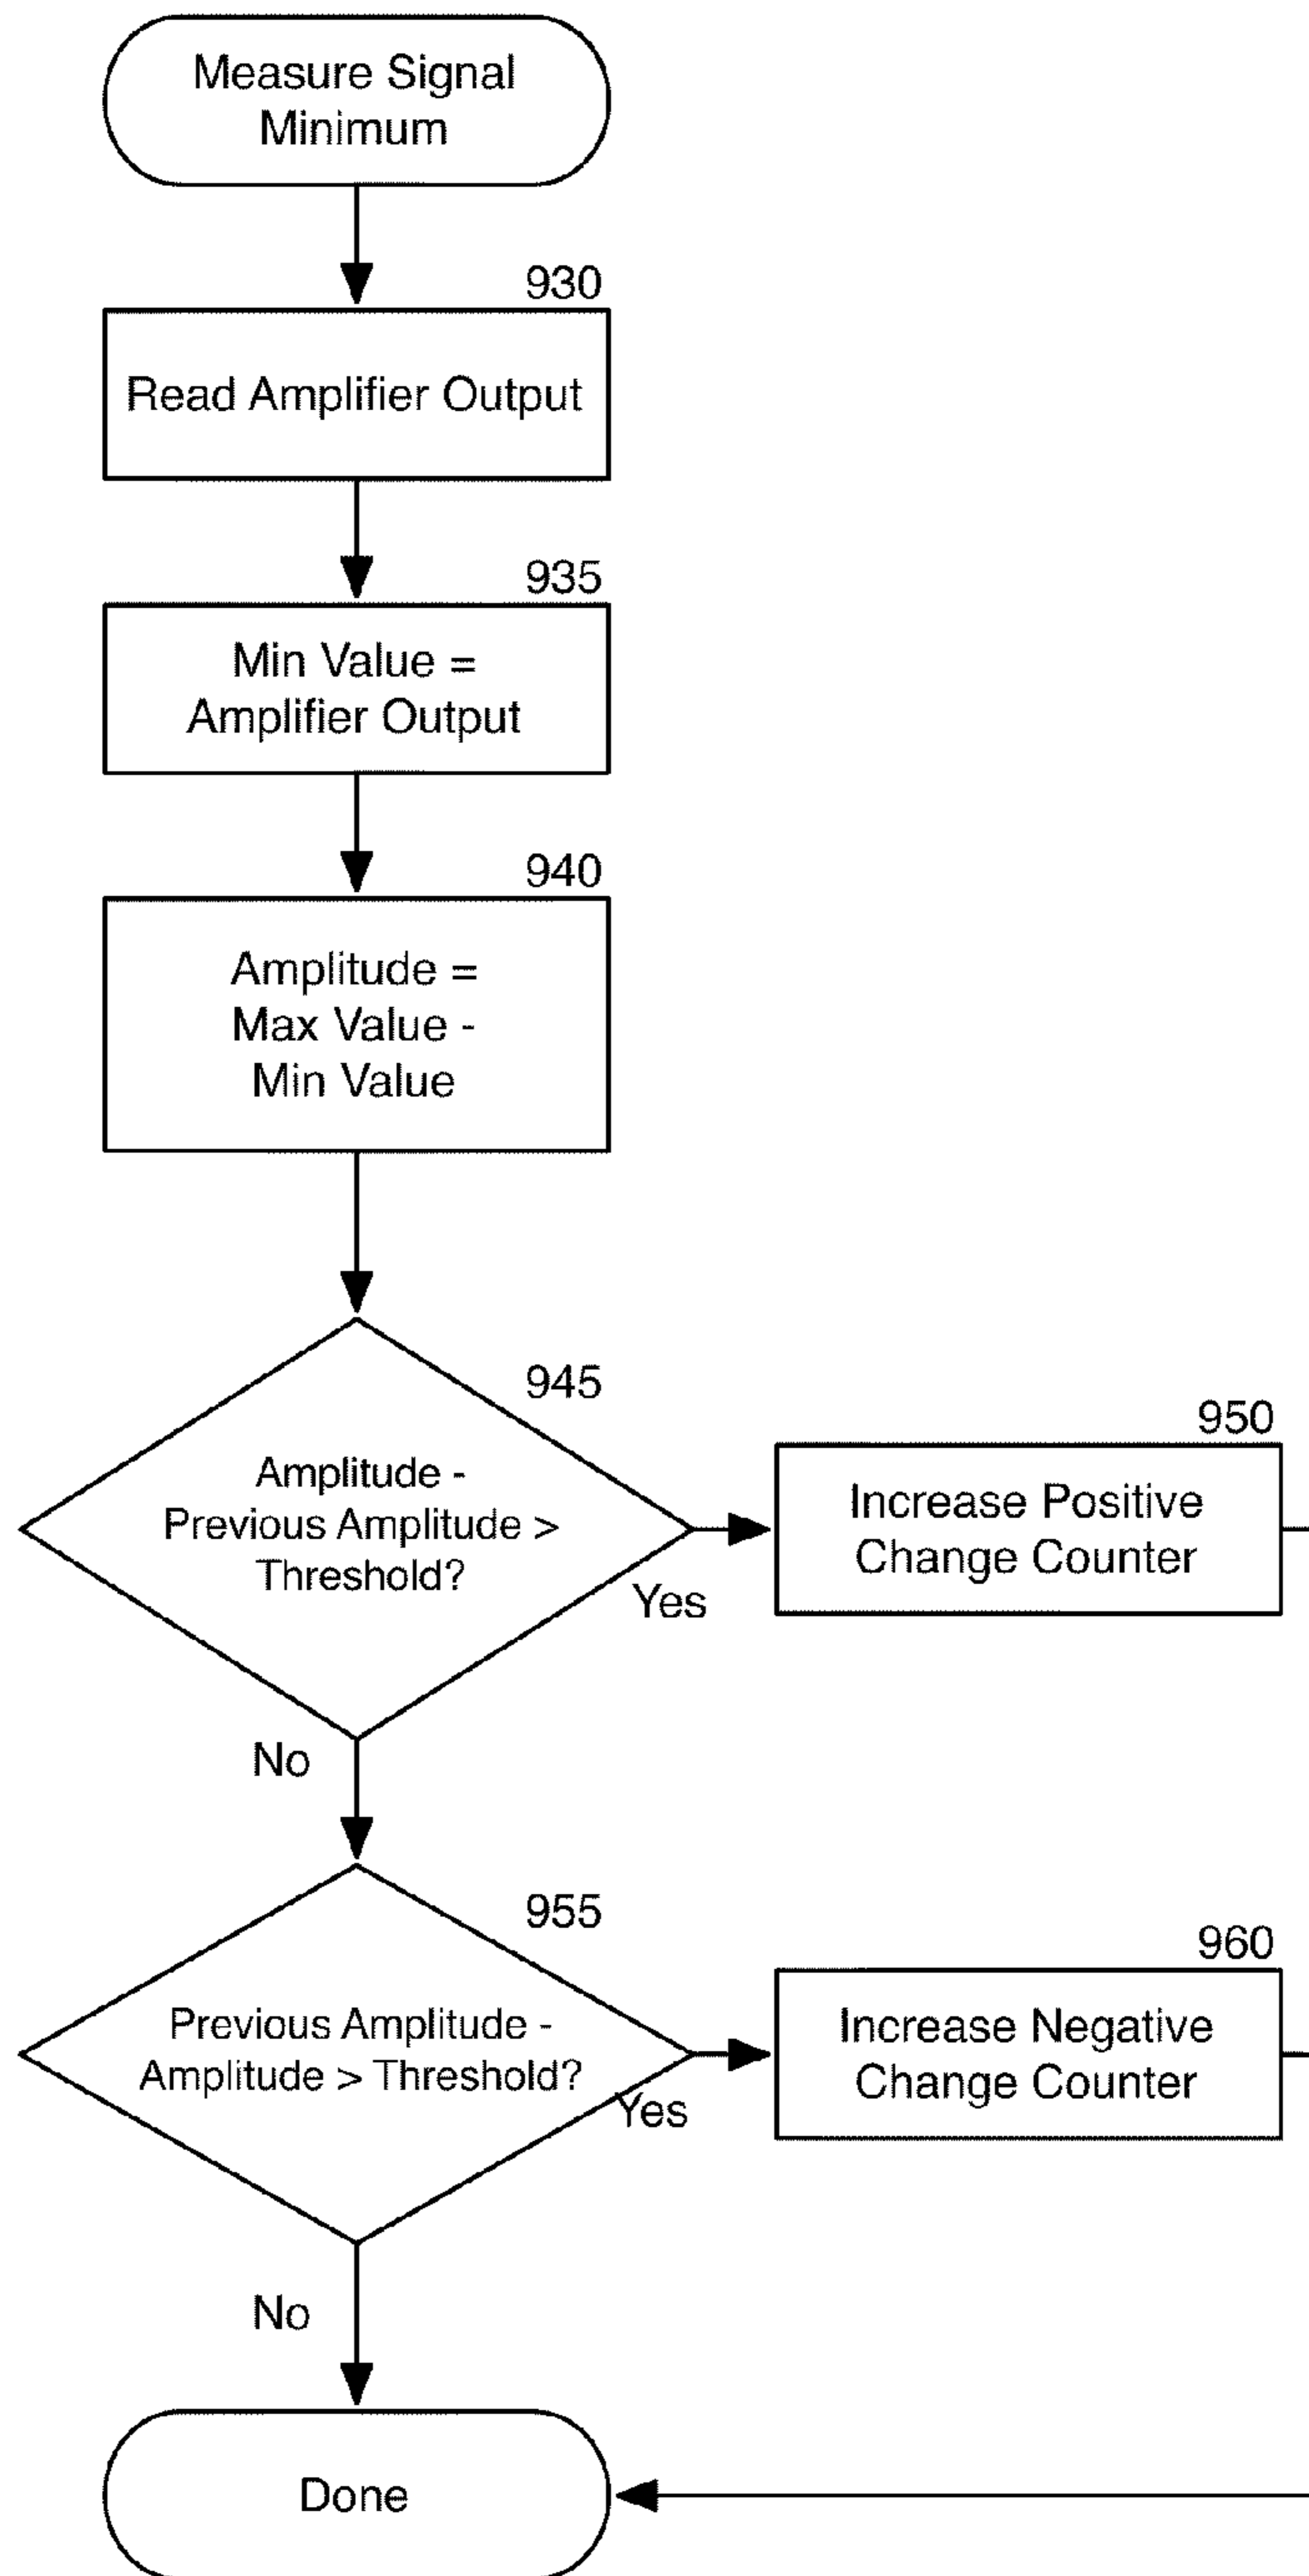 Measure Signal
Minimum
930
Read Amplifier Output
935
Min Value =
Amplifier Output
940
Amplitude =
Max Value -
Min Value
945
Amplitude -
Previous Amplitude >
Threshold?
Yes
950
Increase Positive
Change Counter
No
955
Previous Amplitude -
Amplitude > Threshold?
Yes
960
Increase Negative
Change Counter
No
Done